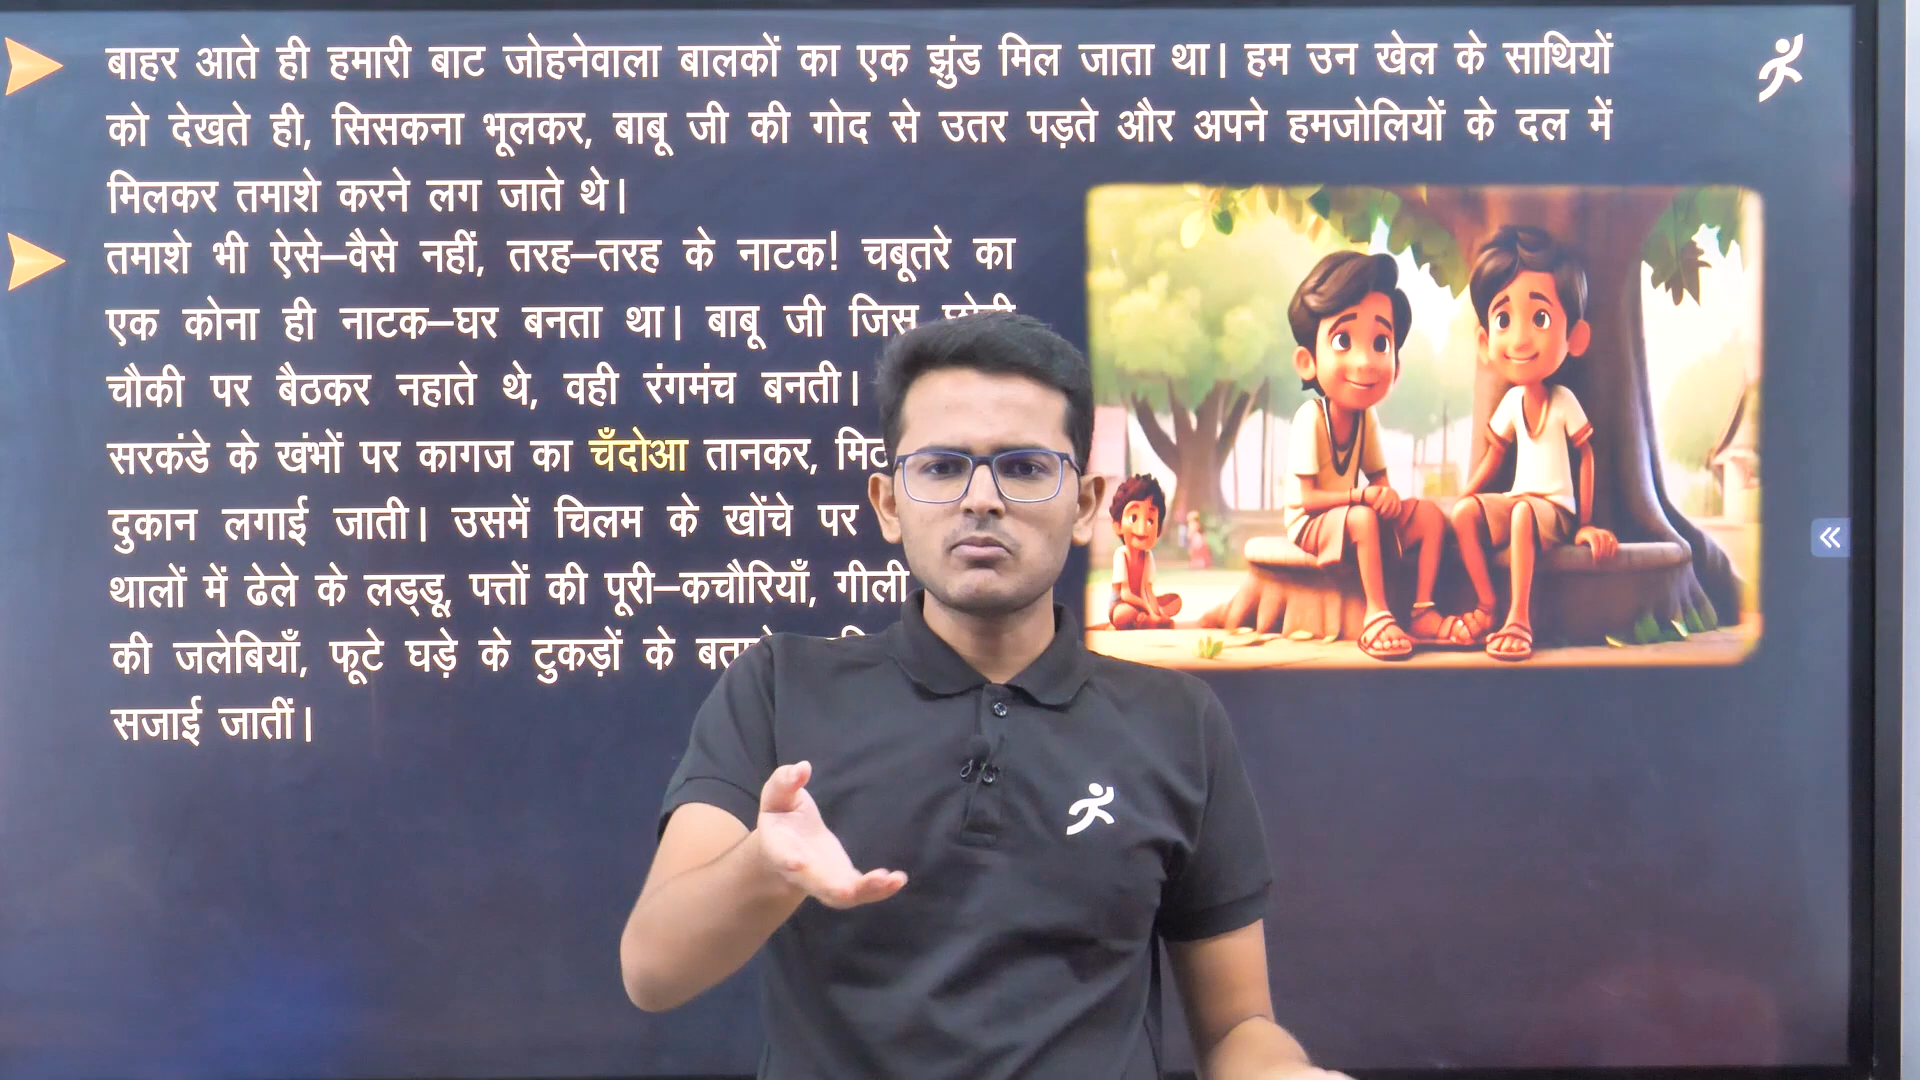 बाहर आते ही हमारी बाट जोहनेवाला बालकों का एक झुंड मिल जाता था। हम उन खेल के साथियों
को देखते ही, सिसकना भूलकर, बाबू जी की गोद से उतर पड़ते और अपने हमजोलियों के दल में
मिलकर तमाशे करने लग जाते थे।
तमाशे भी ऐसे–वैसे नहीं, तरह–तरह के नाटक! चबूतरे का
एक कोना ही नाटक–घर बनता था। बाबू जी जिस
चौकी पर बैठकर नहाते थे, वही रंगमंच बनती।
सरकंडे के खंभों पर कागज का चँदोआ तानकर,
दुकान लगाई जाती। उसमें चिलम के खोंचे पर
थालों में ढेले के लड्डू, पत्तों की पूरी–कचौरियाँ, गीली
की जलेबियाँ, फूटे घड़े के टुकड़ों के
सजाई जातीं।